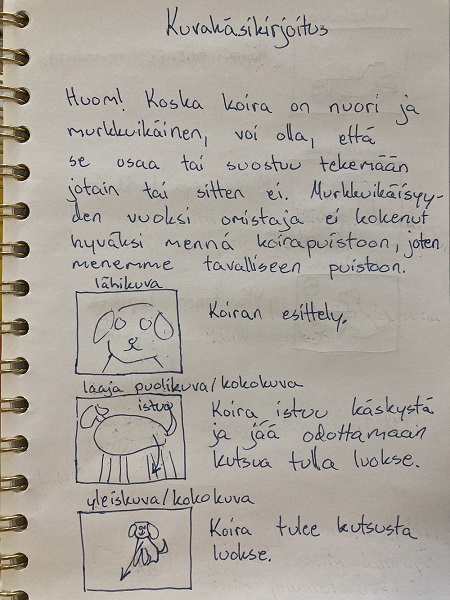 Kuvakäsikirjoitus
Huom! Koska koira on nuori ja
murkkuikäinen, voi olla, että
se osaa tai suostuu tekemään
jotain tai sitten ei. Murkkuikäisyy-
den vuoksi omistaja ei kokenut
hyväksi mennä koirapuistoon, joten
menemme tavalliseen puistoon.
lähikuva
Koiran esittely.
laaja puolikuva/kokokuva
istuu
Koira istuu käskystä
ja jää odottamaan
kutsua tulla luokse.
yleiskuva/kokokuva
Koira tulee kutsusta
luokse.